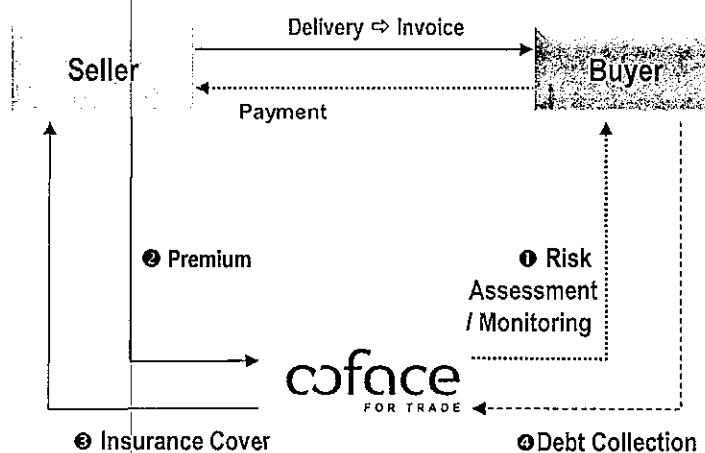 Delivery ⇨ Invoice
Seller
Buyer
Payment
❷ Premium
❶ Risk
Assessment
/ Monitoring
coface
FOR TRADE
❸ Insurance Cover
❹Debt Collection